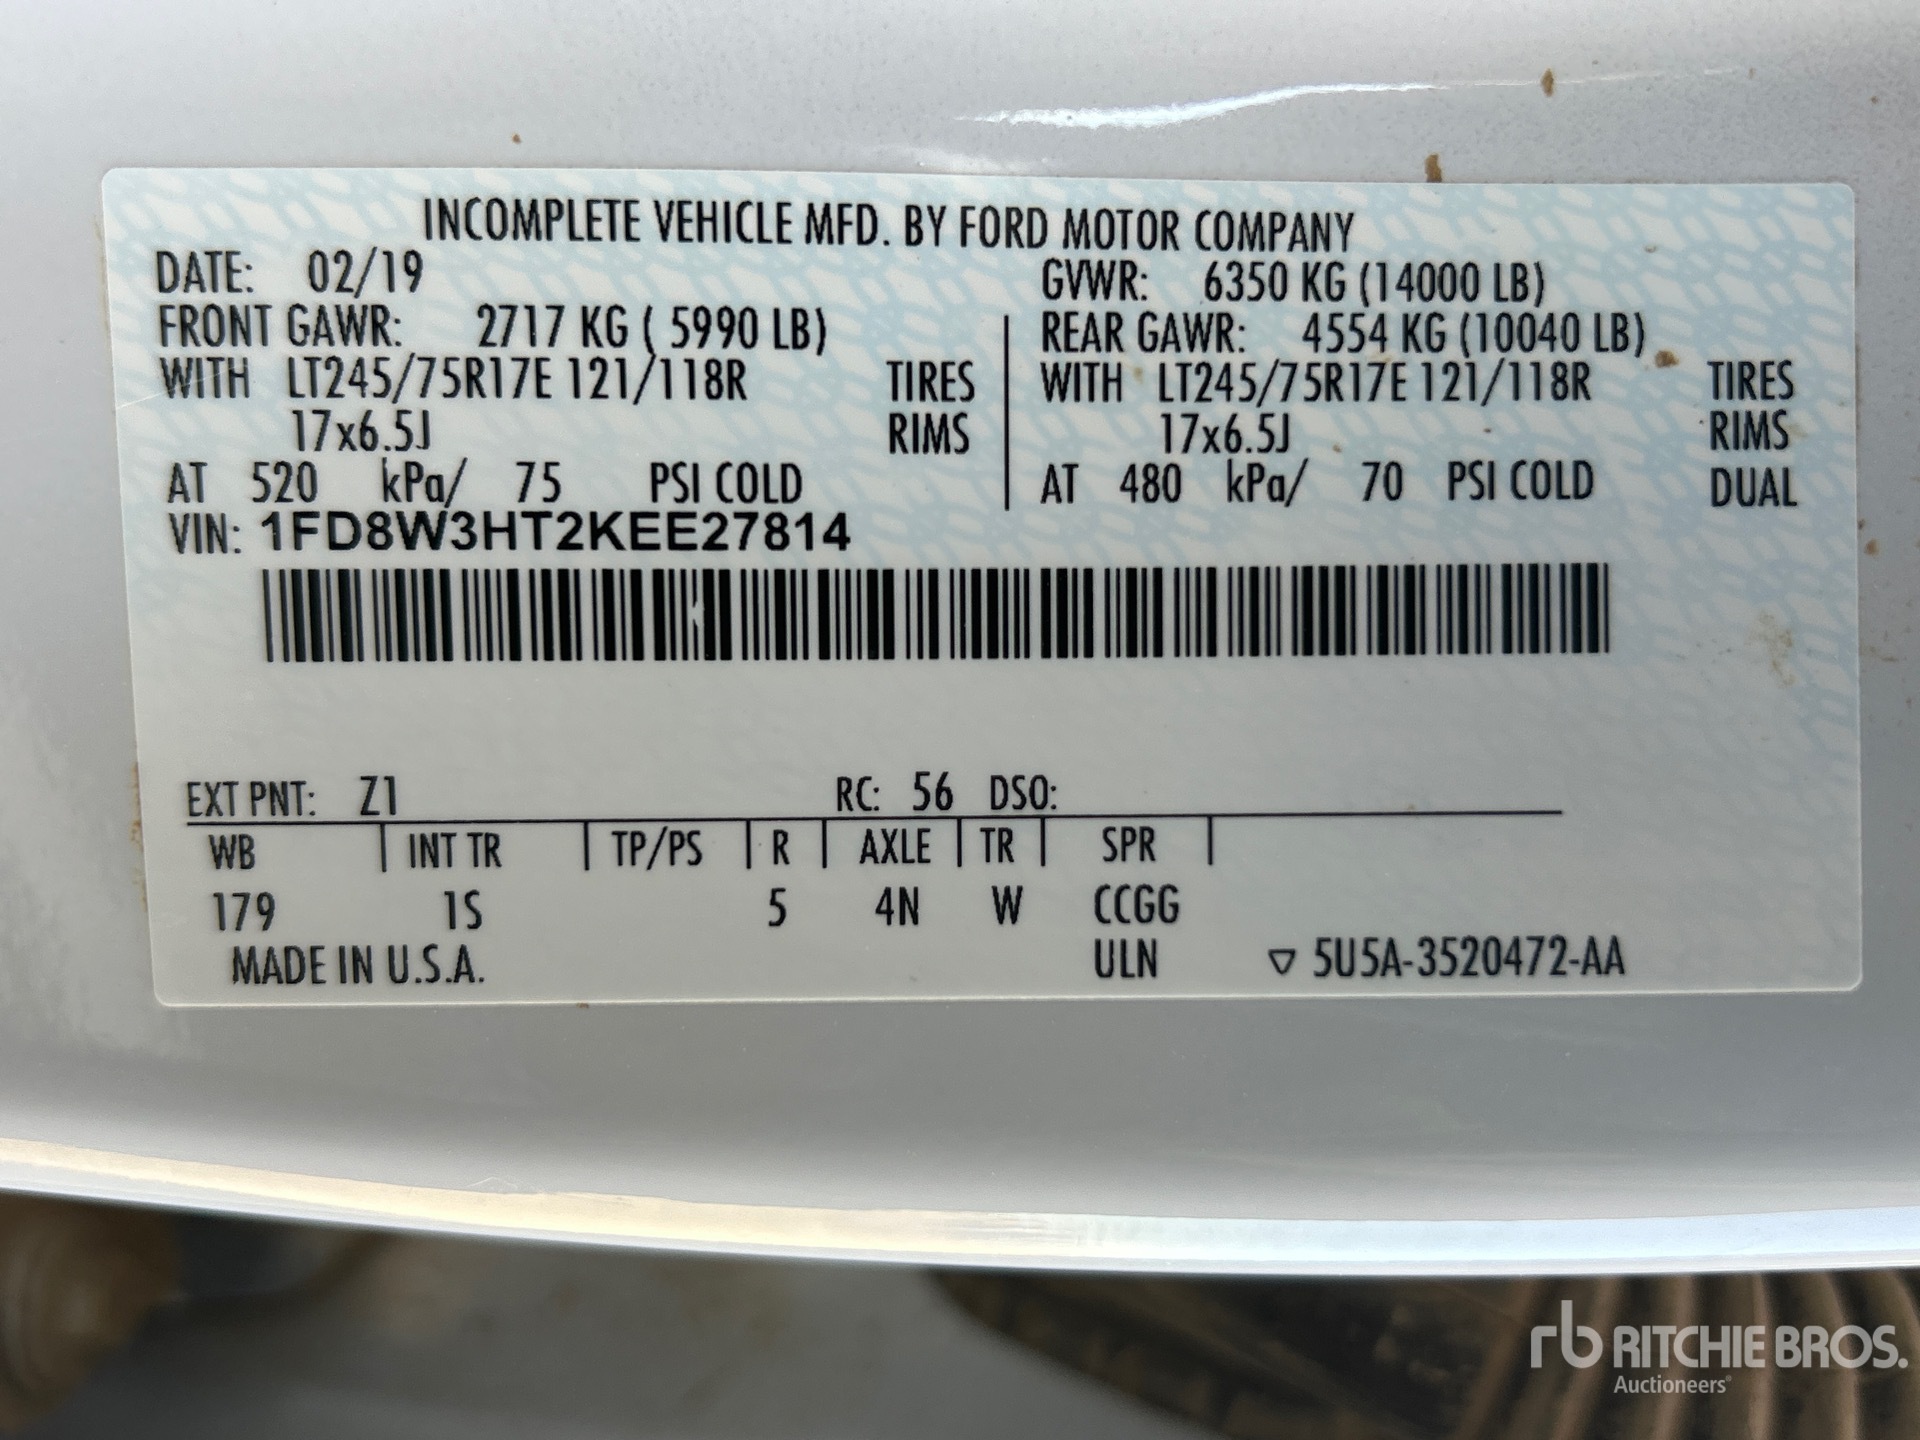 INCOMPLETE VEHICLE MFD. BY FORD MOTOR COMPANY
DATE: 02/19 GVWR: 6350 KG (14000 LB)
FRONT GAWR: 2717 KG ( 5990 LB) REAR GAWR: 4554 KG (10040 LB)
WITH LT245/75R17E 121/118R TIRES WITH LT245/75R17E 121/118R TIRES
17x6.5J RIMS 17x6.5J RIMS
AT 520 kPa/ 75 PSI COLD AT 480 kPa/ 70 PSI COLD DUAL
VIN: 1FD8W3HT2KEE27814
EXT PNT: Z1 RC: 56 DSO:
WB INT TR TP/PS R AXLE TR SPR
179 1S 5 4N W CCGG
MADE IN U.S.A. ULN ▽ 5U5A-3520472-AA
rb RITCHIE BROS.
Auctioneers®